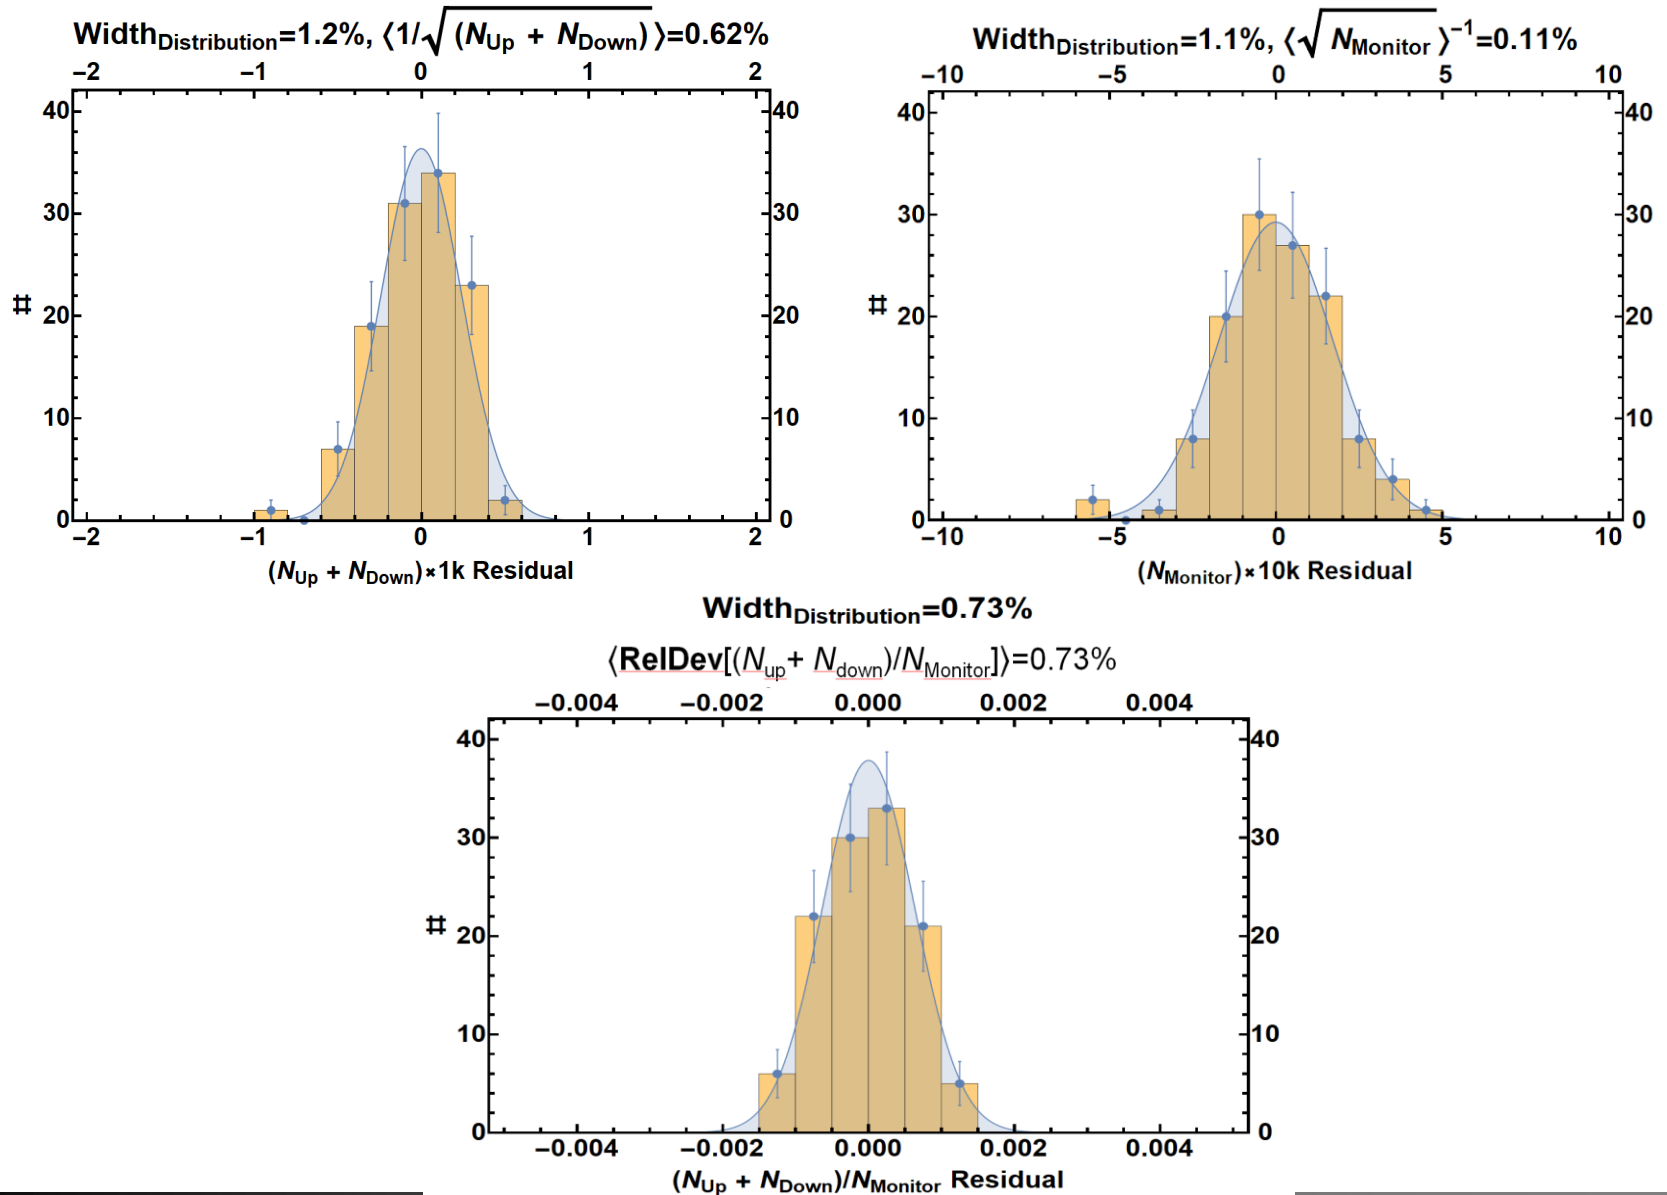 Width_Distribution=1.2%, ⟨1/√(N_Up + N_Down)⟩=0.62%
−2 −1 0 1 2
40 40
30 30
# 20 20
10 10
0 0
−2 −1 0 1 2
(N_Up + N_Down)×1k Residual
Width_Distribution=1.1%, ⟨√N_Monitor⟩⁻¹=0.11%
−10 −5 0 5 10
40 40
30 30
# 20 20
10 10
0 0
−10 −5 0 5 10
(N_Monitor)×10k Residual
Width_Distribution=0.73%
⟨RelDev[(N_up+ N_down)/N_Monitor]⟩=0.73%
−0.004 −0.002 0.000 0.002 0.004
40 40
30 30
# 20 20
10 10
0 0
−0.004 −0.002 0.000 0.002 0.004
(N_Up + N_Down)/N_Monitor Residual